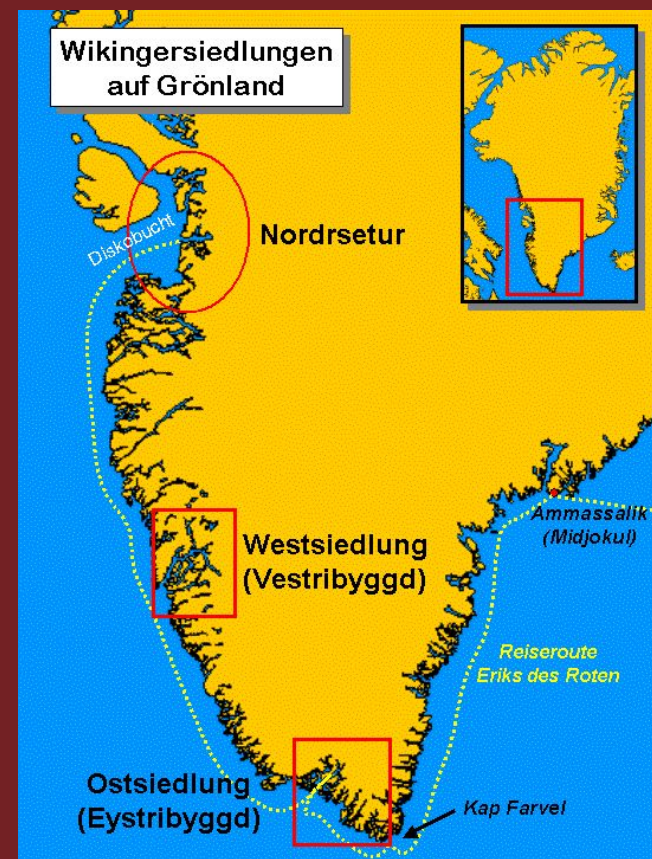 Wikingersiedlungen
auf Grönland
Diskobucht
Nordrsetur
Ammassalik
(Midjokul)
Westsiedlung
(Vestribyggd)
Reiseroute
Eriks des Roten
Ostsiedlung
(Eystribyggd)
Kap Farvel